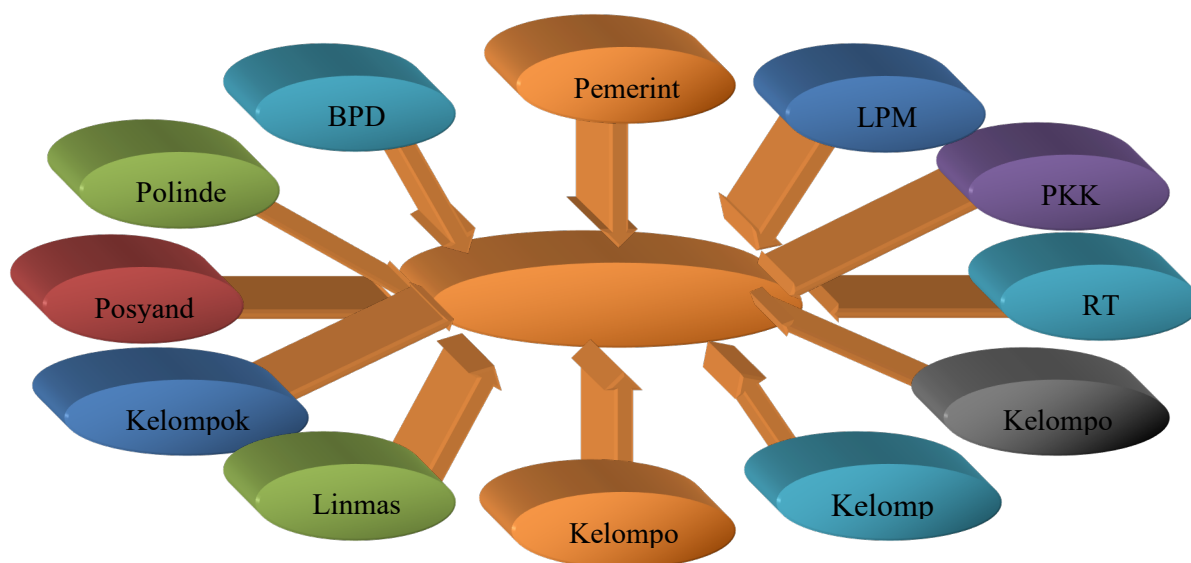 Pemerint
BPD
LPM
Polinde
PKK
Posyand
RT
Kelompok
Kelompo
Linmas
Kelomp
Kelompo